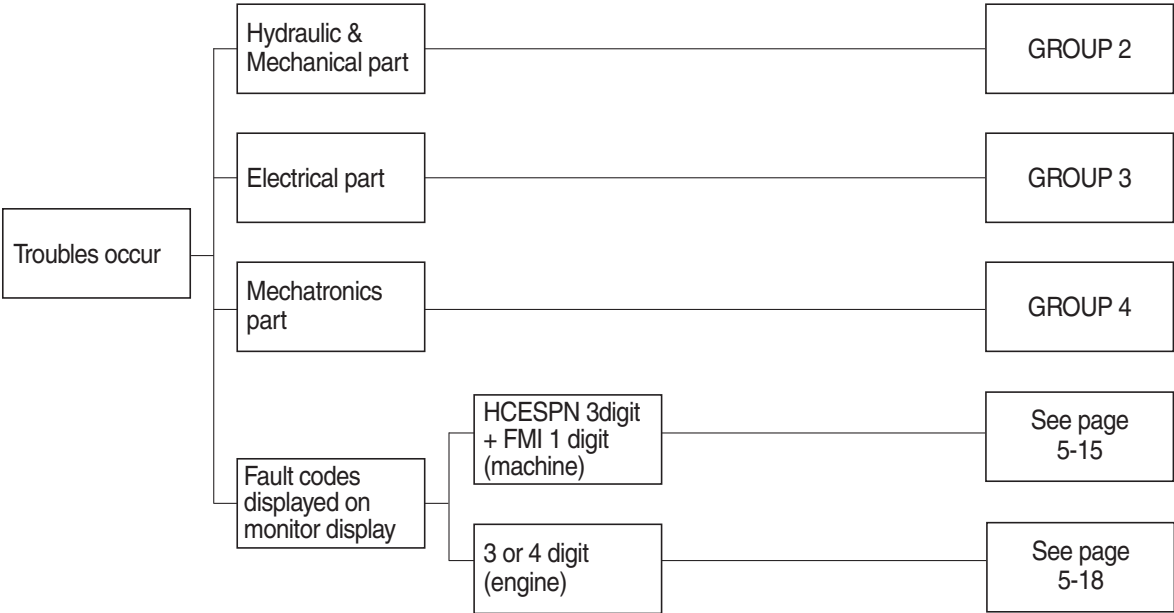 Troubles occur
Hydraulic &
Mechanical part
GROUP 2
Electrical part
GROUP 3
Mechatronics
part
GROUP 4
Fault codes
displayed on
monitor display
HCESPN 3digit
+ FMI 1 digit
(machine)
See page
5-15
3 or 4 digit
(engine)
See page
5-18